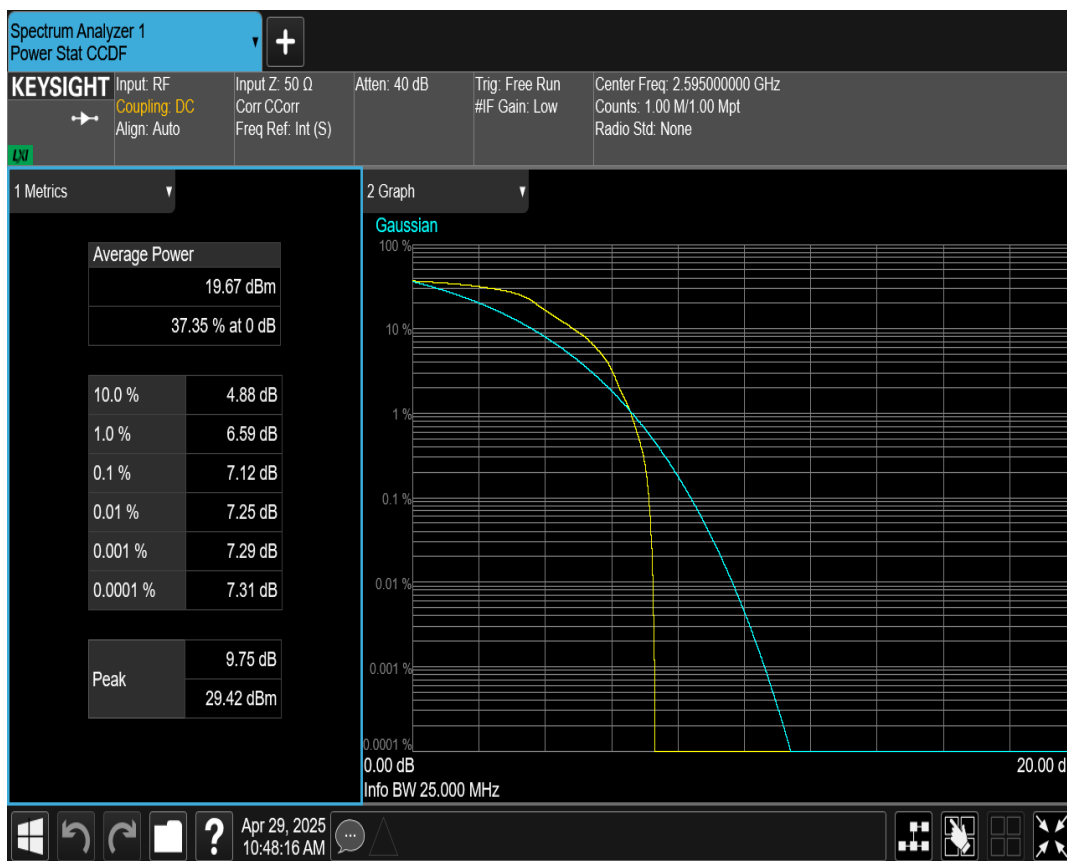 Spectrum Analyzer 1
Power Stat CCDF
KEYSIGHT
LXI
Input: RF
Coupling: DC
Align: Auto
Input Z: 50 Ω
Corr CCorr
Freq Ref: Int (S)
Atten: 40 dB
Trig: Free Run
#IF Gain: Low
Center Freq: 2.595000000 GHz
Counts: 1.00 M/1.00 Mpt
Radio Std: None
1 Metrics
Average Power
19.67 dBm
37.35 % at 0 dB
10.0 % 4.88 dB
1.0 % 6.59 dB
0.1 % 7.12 dB
0.01 % 7.25 dB
0.001 % 7.29 dB
0.0001 % 7.31 dB
Peak
9.75 dB
29.42 dBm
2 Graph
Gaussian
100 %
10 %
1 %
0.1 %
0.01 %
0.001 %
0.0001 %
0.00 dB 20.00 d
Info BW 25.000 MHz
Apr 29, 2025
10:48:16 AM